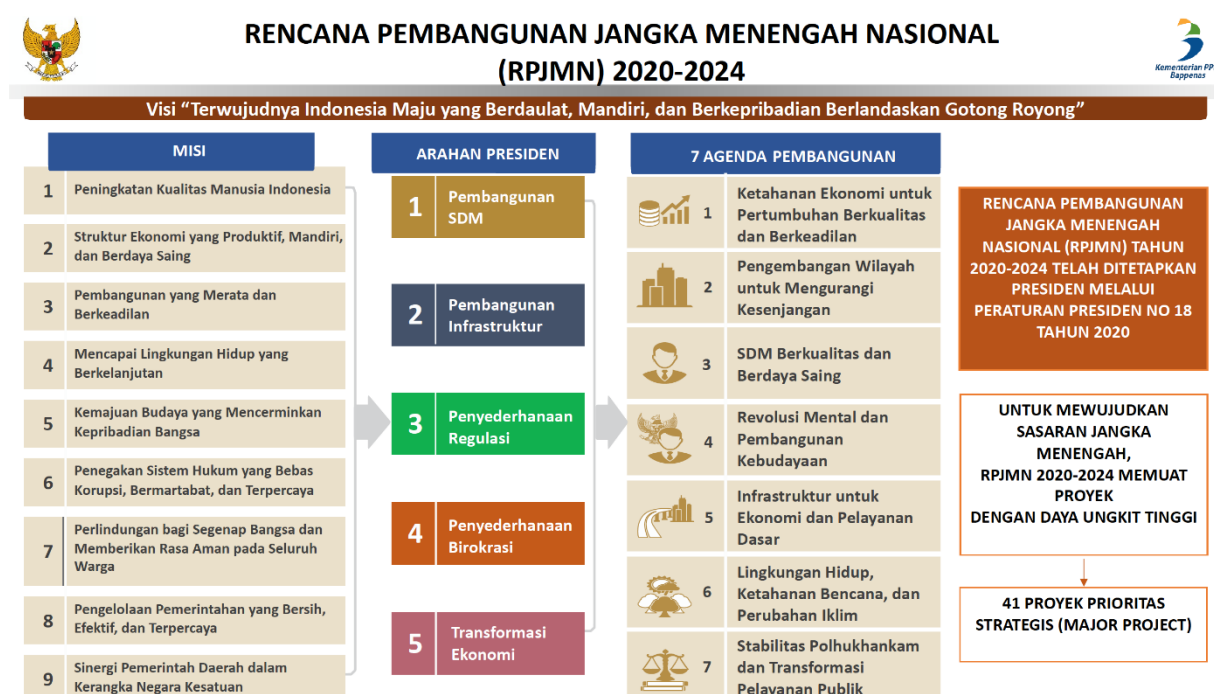 RENCANA PEMBANGUNAN JANGKA MENENGAH NASIONAL
(RPJMN) 2020-2024
Kementerian PPN
Bappenas
Visi “Terwujudnya Indonesia Maju yang Berdaulat, Mandiri, dan Berkepribadian Berlandaskan Gotong Royong”
MISI
1
Peningkatan Kualitas Manusia Indonesia
2
Struktur Ekonomi yang Produktif, Mandiri,
dan Berdaya Saing
3
Pembangunan yang Merata dan
Berkeadilan
4
Mencapai Lingkungan Hidup yang
Berkelanjutan
5
Kemajuan Budaya yang Mencerminkan
Kepribadian Bangsa
6
Penegakan Sistem Hukum yang Bebas
Korupsi, Bermartabat, dan Terpercaya
7
Perlindungan bagi Segenap Bangsa dan
Memberikan Rasa Aman pada Seluruh
Warga
8
Pengelolaan Pemerintahan yang Bersih,
Efektif, dan Terpercaya
9
Sinergi Pemerintah Daerah dalam
Kerangka Negara Kesatuan
ARAHAN PRESIDEN
1
Pembangunan
SDM
2
Pembangunan
Infrastruktur
3
Penyederhanaan
Regulasi
4
Penyederhanaan
Birokrasi
5
Transformasi
Ekonomi
7 AGENDA PEMBANGUNAN
1
Ketahanan Ekonomi untuk
Pertumbuhan Berkualitas
dan Berkeadilan
2
Pengembangan Wilayah
untuk Mengurangi
Kesenjangan
3
SDM Berkualitas dan
Berdaya Saing
4
Revolusi Mental dan
Pembangunan
Kebudayaan
5
Infrastruktur untuk
Ekonomi dan Pelayanan
Dasar
6
Lingkungan Hidup,
Ketahanan Bencana, dan
Perubahan Iklim
7
Stabilitas Polhukhankam
dan Transformasi
Pelayanan Publik
RENCANA PEMBANGUNAN
JANGKA MENENGAH
NASIONAL (RPJMN) TAHUN
2020-2024 TELAH DITETAPKAN
PRESIDEN MELALUI
PERATURAN PRESIDEN NO 18
TAHUN 2020
UNTUK MEWUJUDKAN
SASARAN JANGKA
MENENGAH,
RPJMN 2020-2024 MEMUAT
PROYEK
DENGAN DAYA UNGKIT TINGGI
41 PROYEK PRIORITAS
STRATEGIS (MAJOR PROJECT)